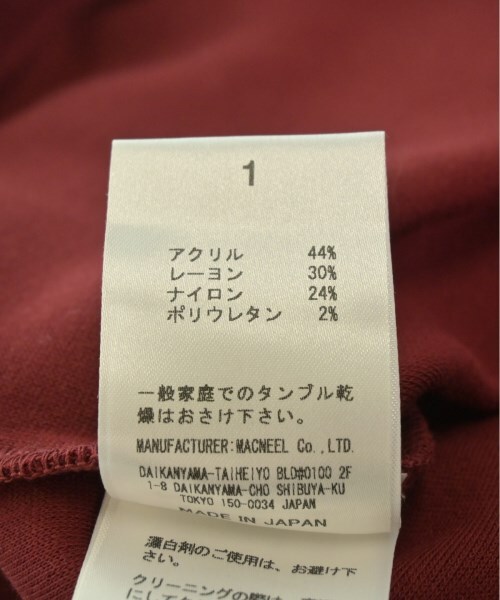 1
アクリル 44%
レーヨン 30%
ナイロン 24%
ポリウレタン 2%
一般家庭でのタンブル乾
燥はおさけ下さい。
MANUFACTURER:MACNEEL Co.,LTD.
DAIKANYAMA-TAIHEIYO BLD#0100 2F
1-8 DAIKANYAMA-CHO SHIBUYA-KU
TOKYO 150-0034 JAPAN
MADE IN JAPAN
漂白剤のご使用は、お避け下
さい。
クリーニングの際は、
にして